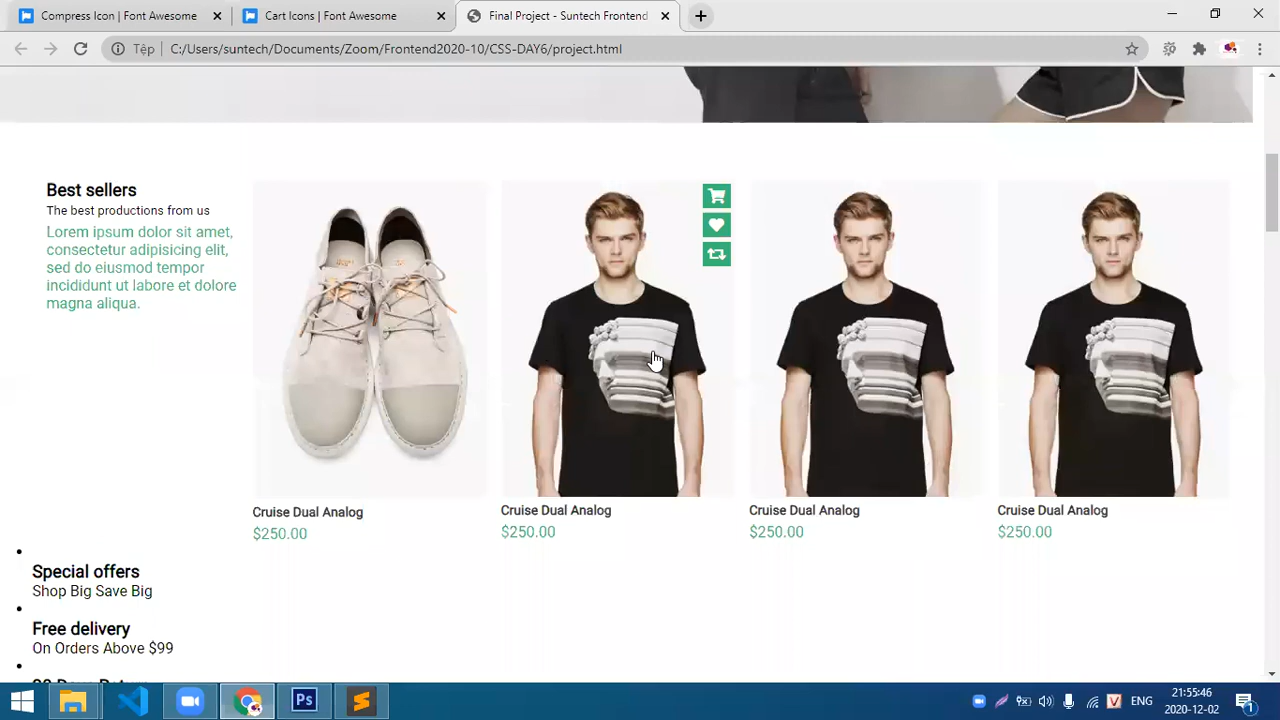 Compress Icon | Font Awesome
Cart Icons | Font Awesome
Final Project - Suntech Frontend
Tệp
C:/Users/suntech/Documents/Zoom/Frontend2020-10/CSS-DAY6/project.html
Best sellers
The best productions from us
Lorem ipsum dolor sit amet,
consectetur adipisicing elit,
sed do eiusmod tempor
incididunt ut labore et dolore
magna aliqua.
Cruise Dual Analog
$250.00
Cruise Dual Analog
$250.00
Cruise Dual Analog
$250.00
Cruise Dual Analog
$250.00
Special offers
Shop Big Save Big
Free delivery
On Orders Above $99
Ps
ENG
21:55:46
2020-12-02